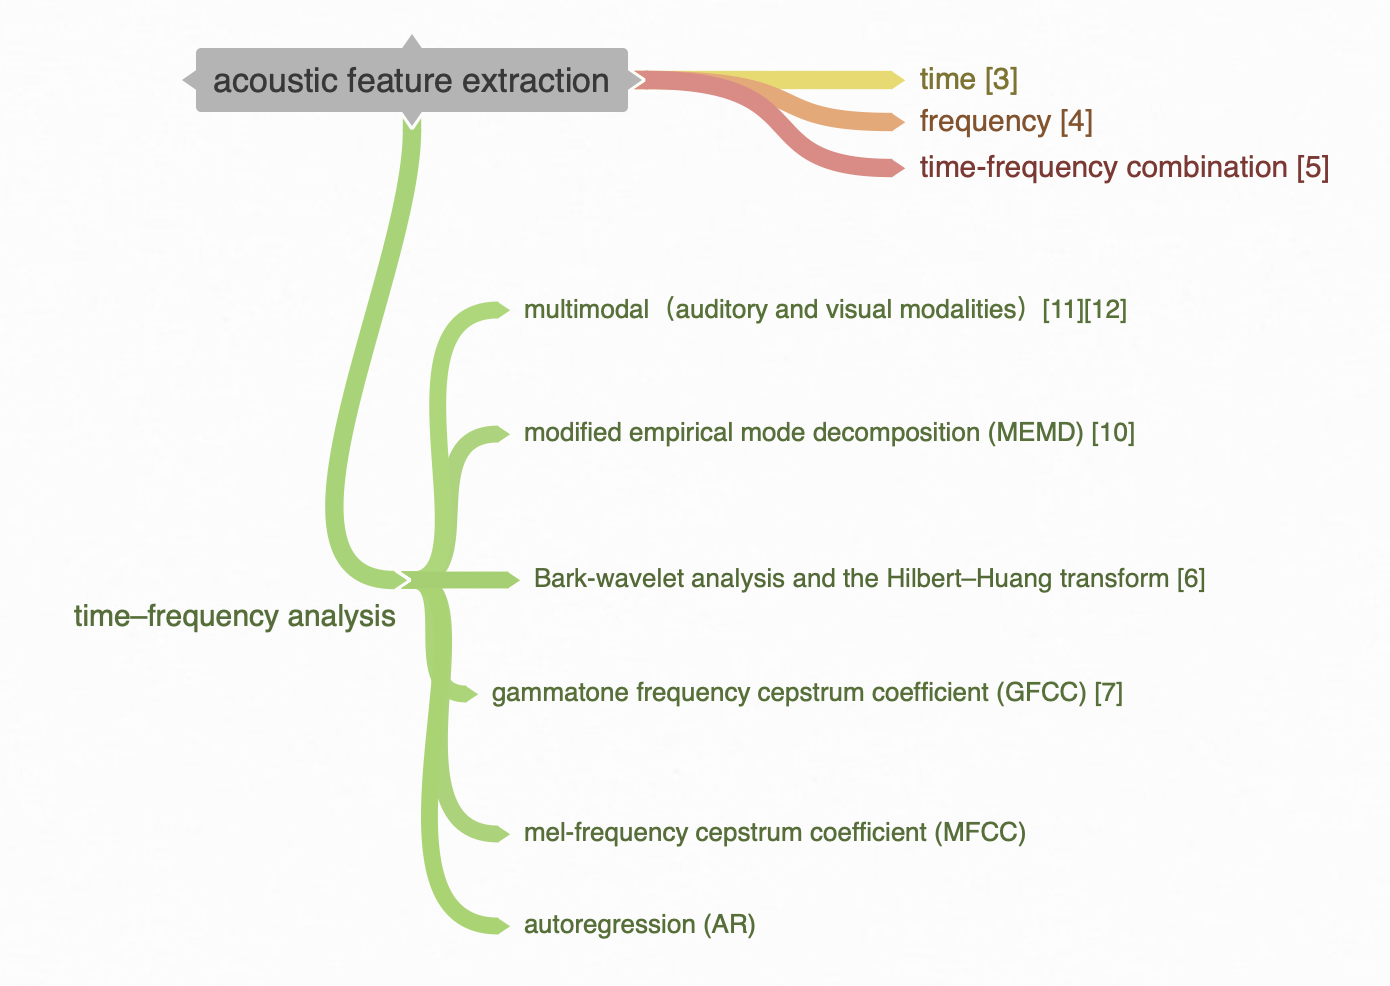 acoustic feature extraction
time [3]
frequency [4]
time-frequency combination [5]
multimodal（auditory and visual modalities）[11][12]
modified empirical mode decomposition (MEMD) [10]
Bark-wavelet analysis and the Hilbert–Huang transform [6]
time–frequency analysis
gammatone frequency cepstrum coefficient (GFCC) [7]
mel-frequency cepstrum coefficient (MFCC)
autoregression (AR)